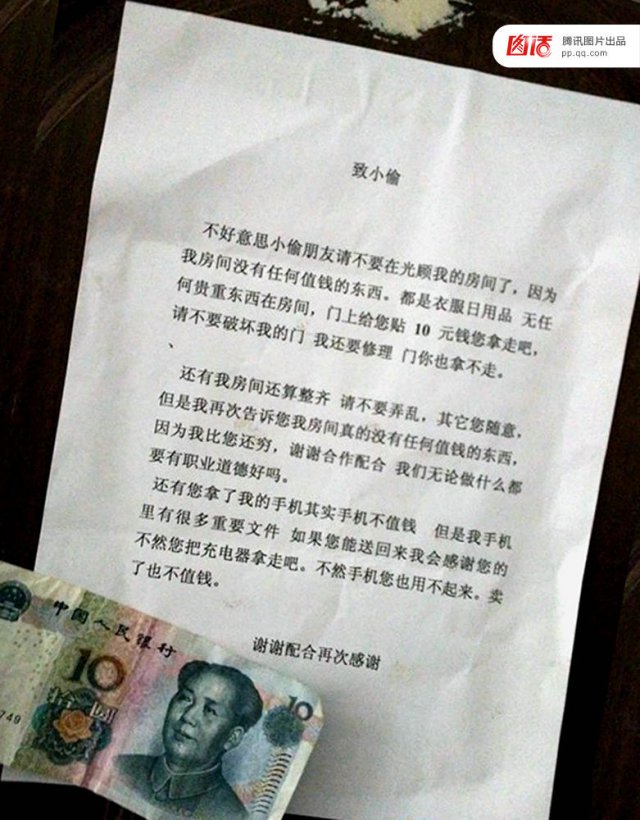 图话
腾讯图片出品
pp.qq.com
致小偷
不好意思小偷朋友请不要在光顾我的房间了，因为
我房间没有任何值钱的东西。都是衣服日用品 无任
何贵重东西在房间，门上给您贴 10 元钱您拿走吧，
请不要破坏我的门 我还要修理 门你也拿不走。
、
还有我房间还算整齐 请不要弄乱，其它您随意，
但是我再次告诉您我房间真的没有任何值钱的东西，
因为我比您还穷，谢谢合作配合 我们无论做什么都
要有职业道德好吗。
还有您拿了我的手机其实手机不值钱 但是我手机
里有很多重要文件 如果您能送回来我会感谢您的
不然您把充电器拿走吧。不然手机您也用不起来。卖
了也不值钱。
谢谢配合再次感谢
中国人民银行
10
拾圆
10
749